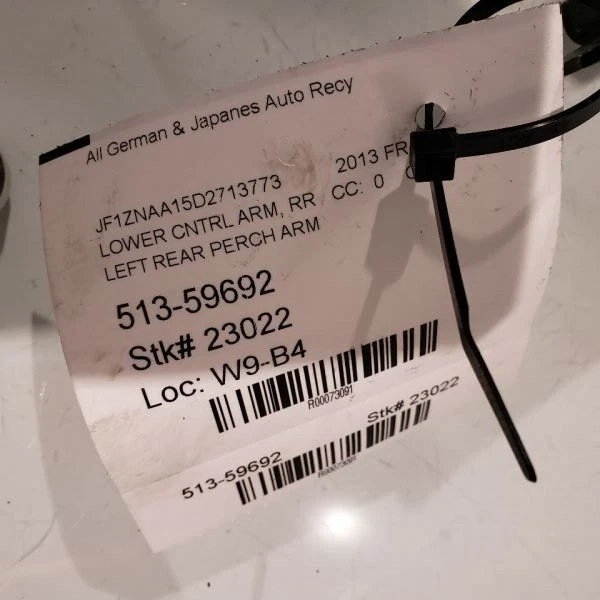 All German & Japanes Auto Recy
JF1ZNAA15D2713773 2013 FR
LOWER CNTRL ARM, RR CC: 0
LEFT REAR PERCH ARM
513-59692
Stk# 23022
Loc: W9-B4
R00073091
513-59692 Stk# 23022
R00073091